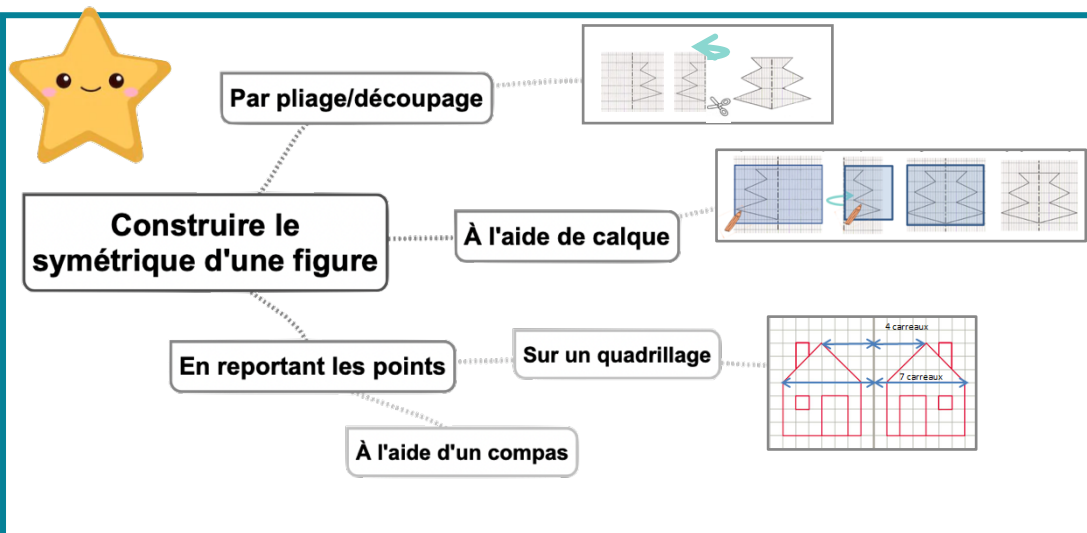 Par pliage/découpage
Construire le
symétrique d'une figure
À l'aide de calque
En reportant les points
Sur un quadrillage
4 carreaux
7 carreaux
À l'aide d'un compas